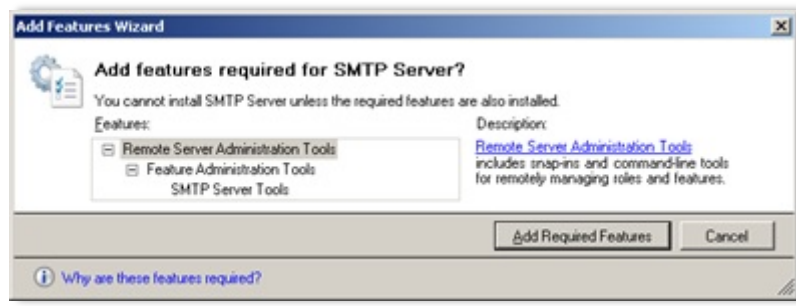 Add Features Wizard
Add features required for SMTP Server?
You cannot install SMTP Server unless the required features are also installed.
Features:
Remote Server Administration Tools
Feature Administration Tools
SMTP Server Tools
Description:
Remote Server Administration Tools
includes snap-ins and command-line tools
for remotely managing roles and features.
Add Required Features
Cancel
Why are these features required?